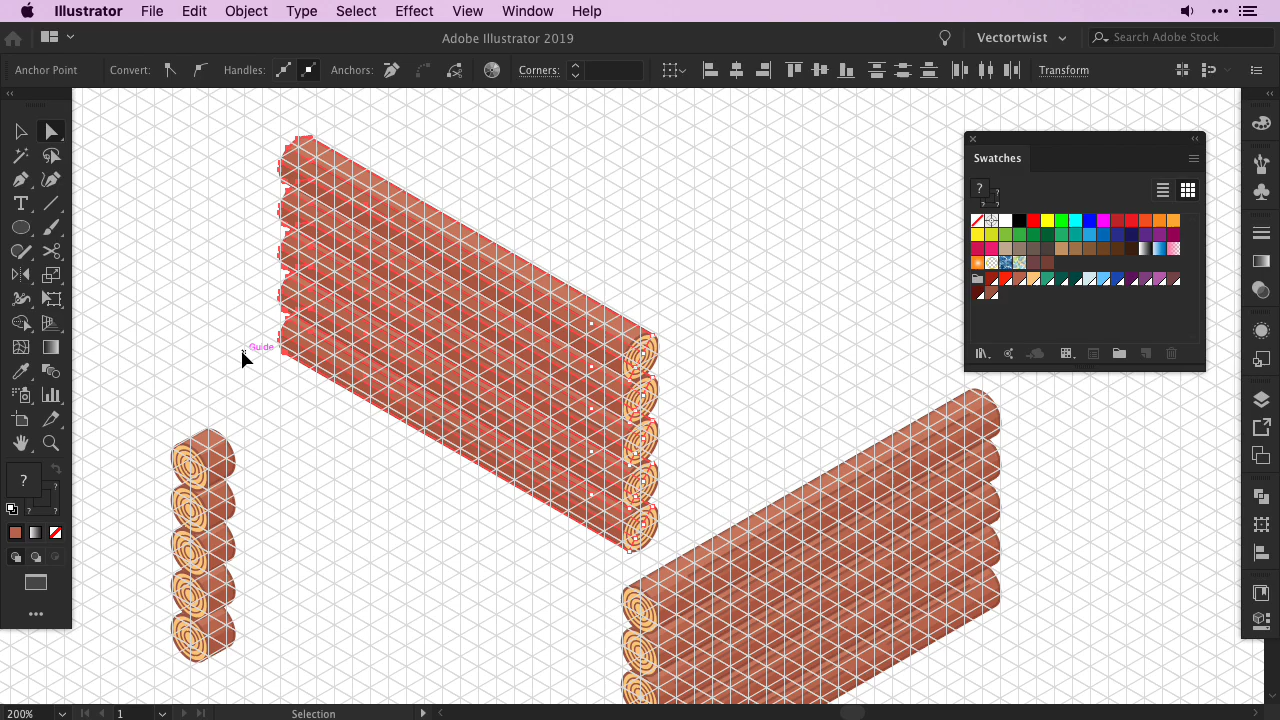 Illustrator File Edit Object Type Select Effect View Window Help
Adobe Illustrator 2019
Vectortwist
Search Adobe Stock
Anchor Point
Convert:
Handles:
Anchors:
Corners:
Transform
Swatches
?
?
?
Guide
?
?
?
200%
1
Selection